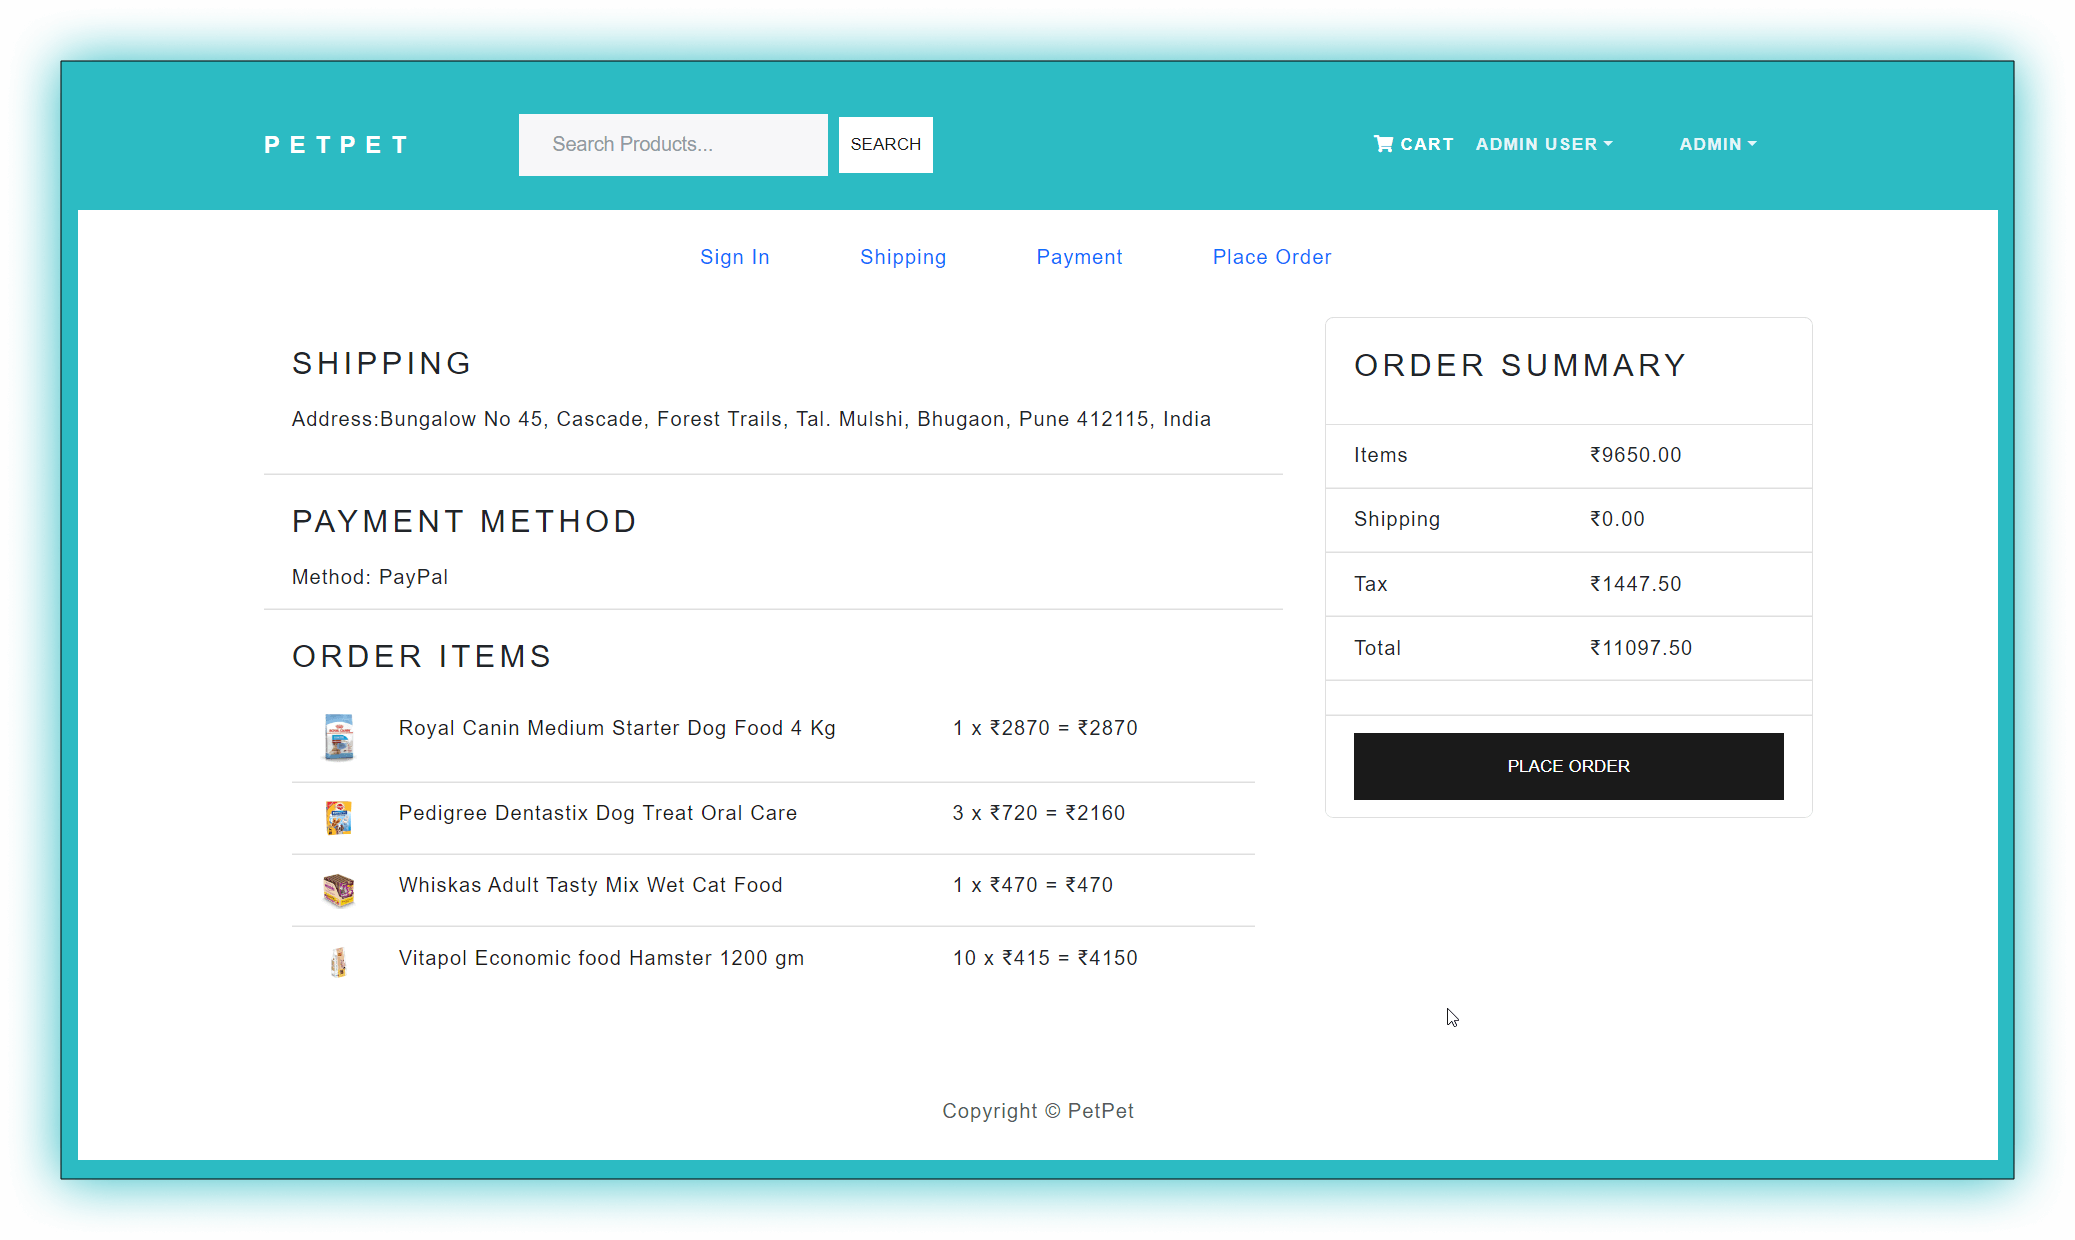 PETPET
Search Products...
SEARCH
CART
ADMIN USER
ADMIN
Sign In
Shipping
Payment
Place Order
SHIPPING
Address:Bungalow No 45, Cascade, Forest Trails, Tal. Mulshi, Bhugaon, Pune 412115, India
PAYMENT METHOD
Method: PayPal
ORDER ITEMS
Royal Canin Medium Starter Dog Food 4 Kg 1 x ₹2870 = ₹2870
Pedigree Dentastix Dog Treat Oral Care 3 x ₹720 = ₹2160
Whiskas Adult Tasty Mix Wet Cat Food 1 x ₹470 = ₹470
Vitapol Economic food Hamster 1200 gm 10 x ₹415 = ₹4150
ORDER SUMMARY
Items ₹9650.00
Shipping ₹0.00
Tax ₹1447.50
Total ₹11097.50
PLACE ORDER
Copyright © PetPet